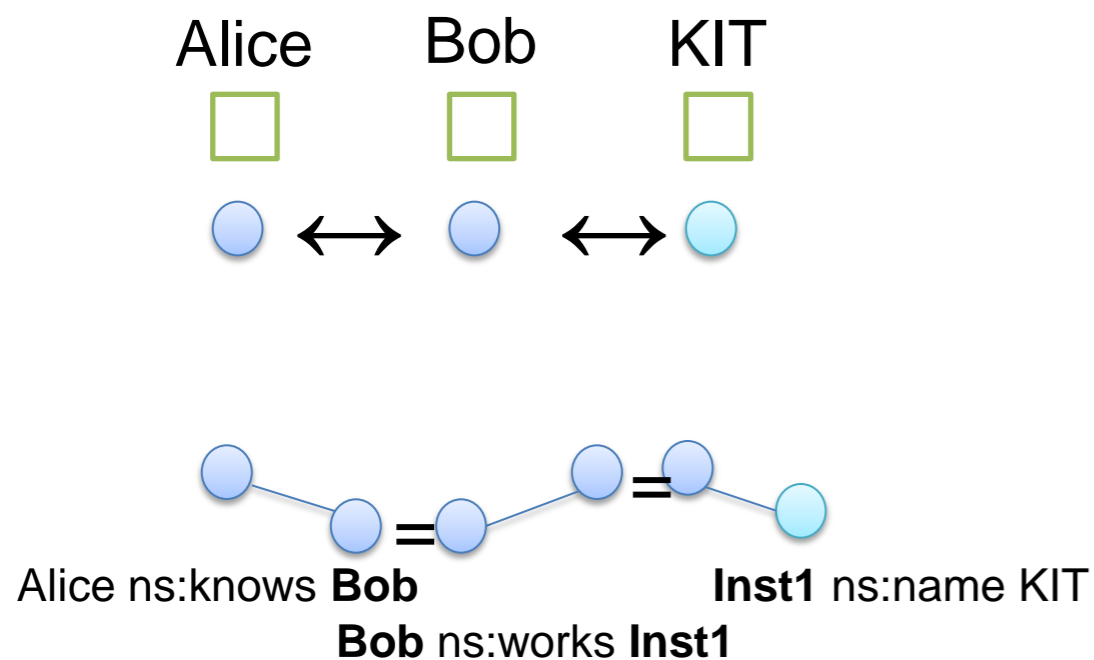 Alice Bob KIT
↔ ↔
= =
Alice ns:knows Bob Inst1 ns:name KIT
Bob ns:works Inst1